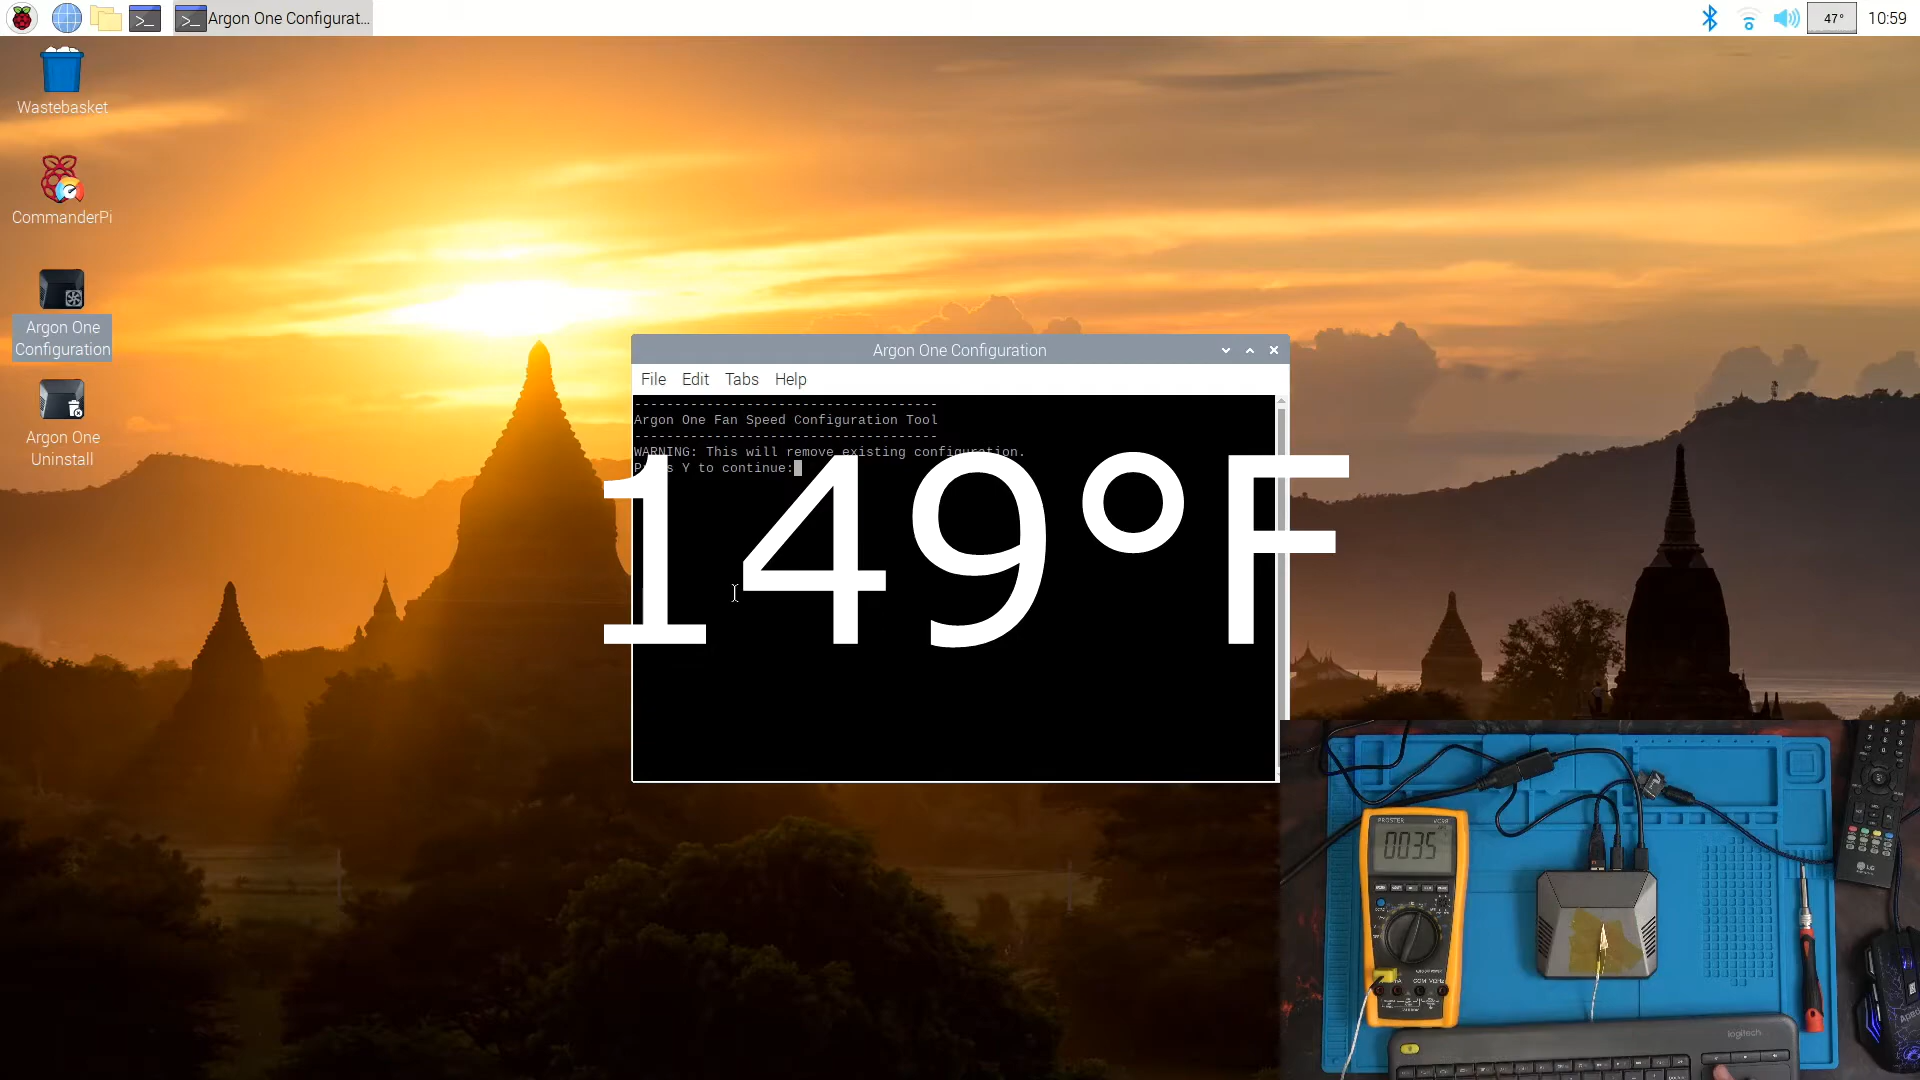 Argon One Configurat...
47°
10:59
Wastebasket
CommanderPi
Argon One
Configuration
Argon One
Uninstall
Argon One Configuration
File Edit Tabs Help
Argon One Fan Speed Configuration Tool
WARNING: This will remove existing configuration.
Y to continue:
149°F
PROSTER
0035
LG
logitech